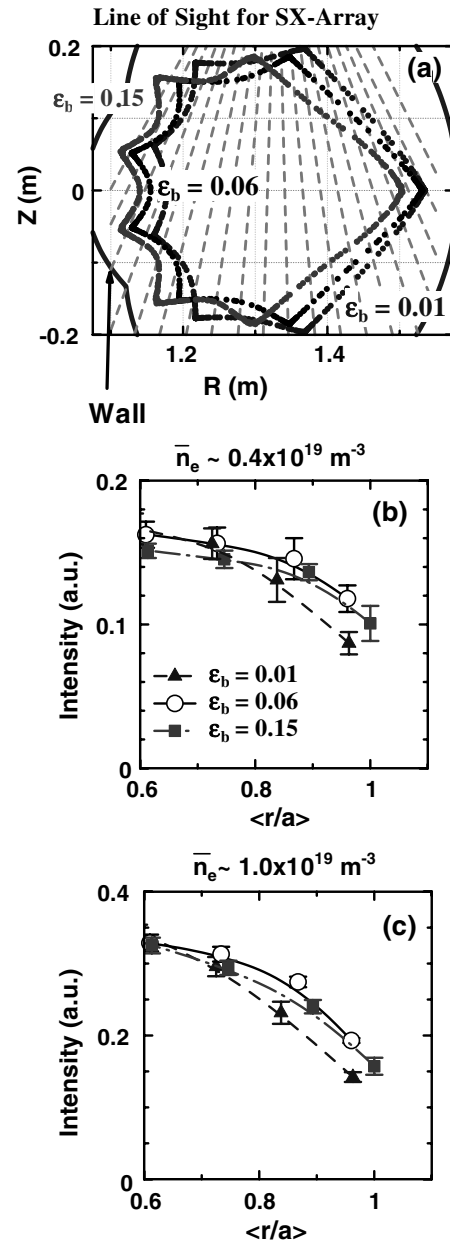 Line of Sight for SX-Array
0.2
(a)
εb = 0.15
Z (m)
0
εb = 0.06
εb = 0.01
-0.2
1.2
1.4
R (m)
Wall
n̅e ~ 0.4x10^19 m^-3
0.2
(b)
Intensity (a.u.)
0.1
εb = 0.01
εb = 0.06
εb = 0.15
0
0.6
0.8
1
<r/a>
n̅e~ 1.0x10^19 m^-3
0.4
(c)
Intensity (a.u.)
0.2
0
0.6
0.8
1
<r/a>